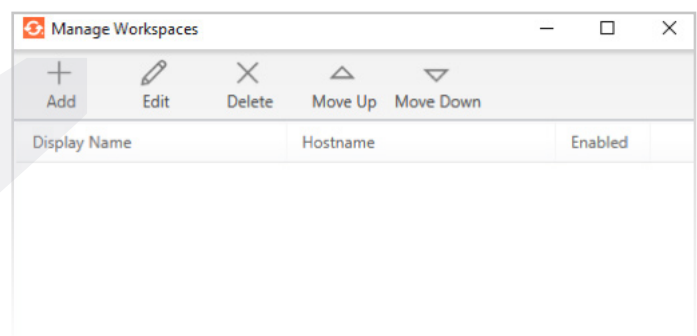 Manage Workspaces
Add Edit Delete Move Up Move Down
Display Name Hostname Enabled